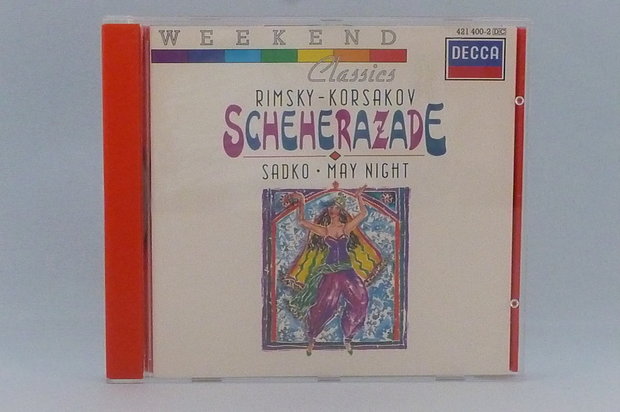 WEEKEND
Classics
421 400-2 DC
DECCA
RIMSKY-KORSAKOV
SCHEHERAZADE
SADKO · MAY NIGHT